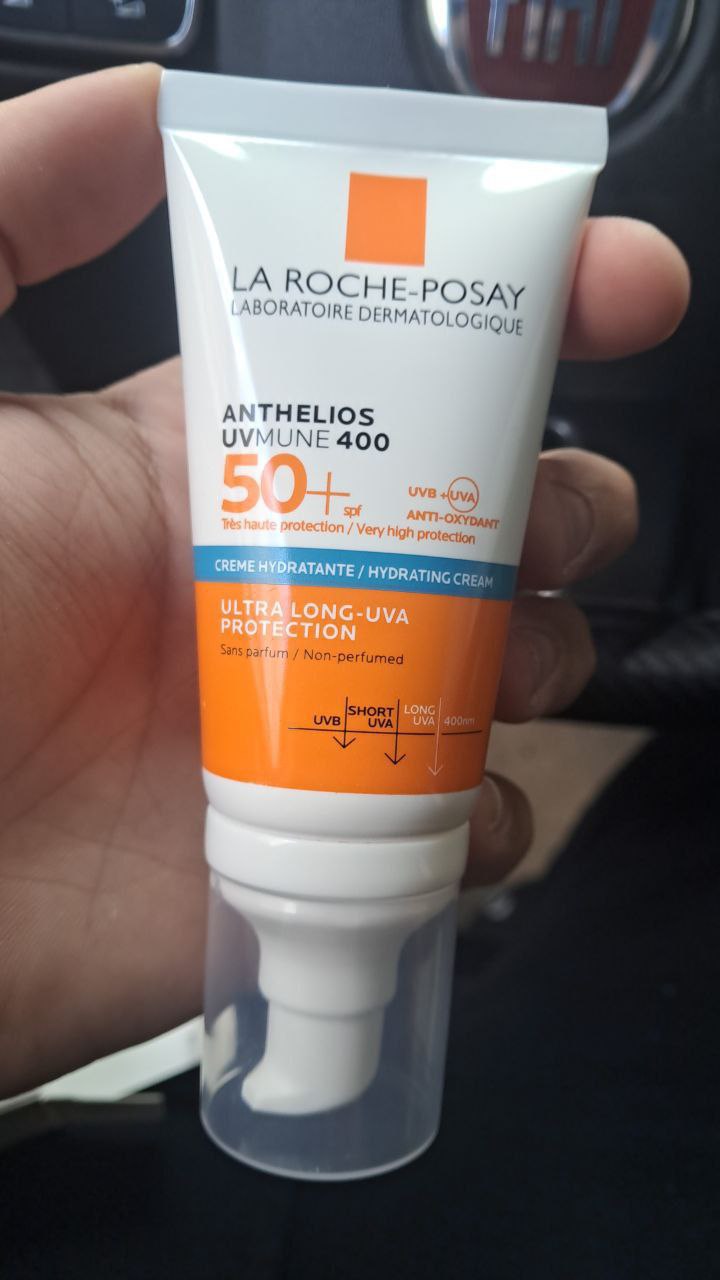 FIAT
LA ROCHE-POSAY
LABORATOIRE DERMATOLOGIQUE
ANTHELIOS
UVMUNE 400
50+ spf
UVB + UVA
ANTI-OXYDANT
Très haute protection / Very high protection
CREME HYDRATANTE / HYDRATING CREAM
ULTRA LONG-UVA
PROTECTION
Sans parfum / Non-perfumed
UVB
SHORT UVA
LONG UVA
400nm